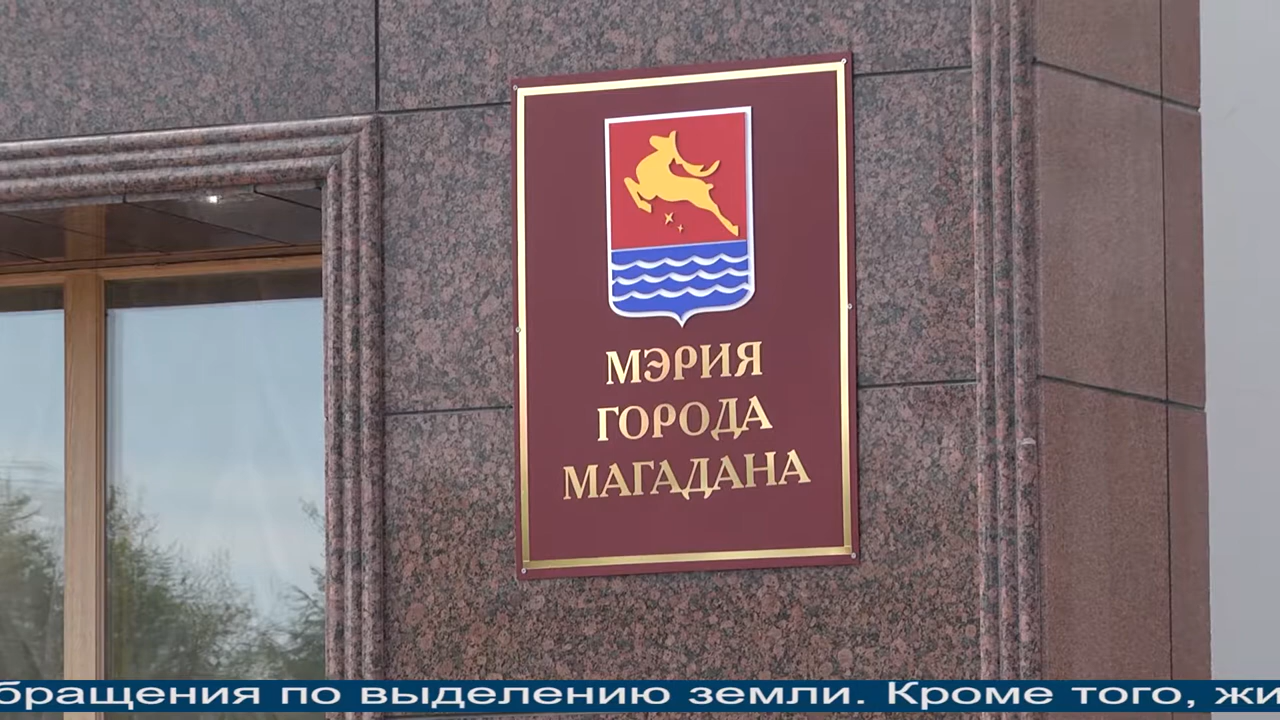 МЭРИЯ
ГОРОДА
МАГАДАНА
бращения по выделению земли. Кроме того, жи